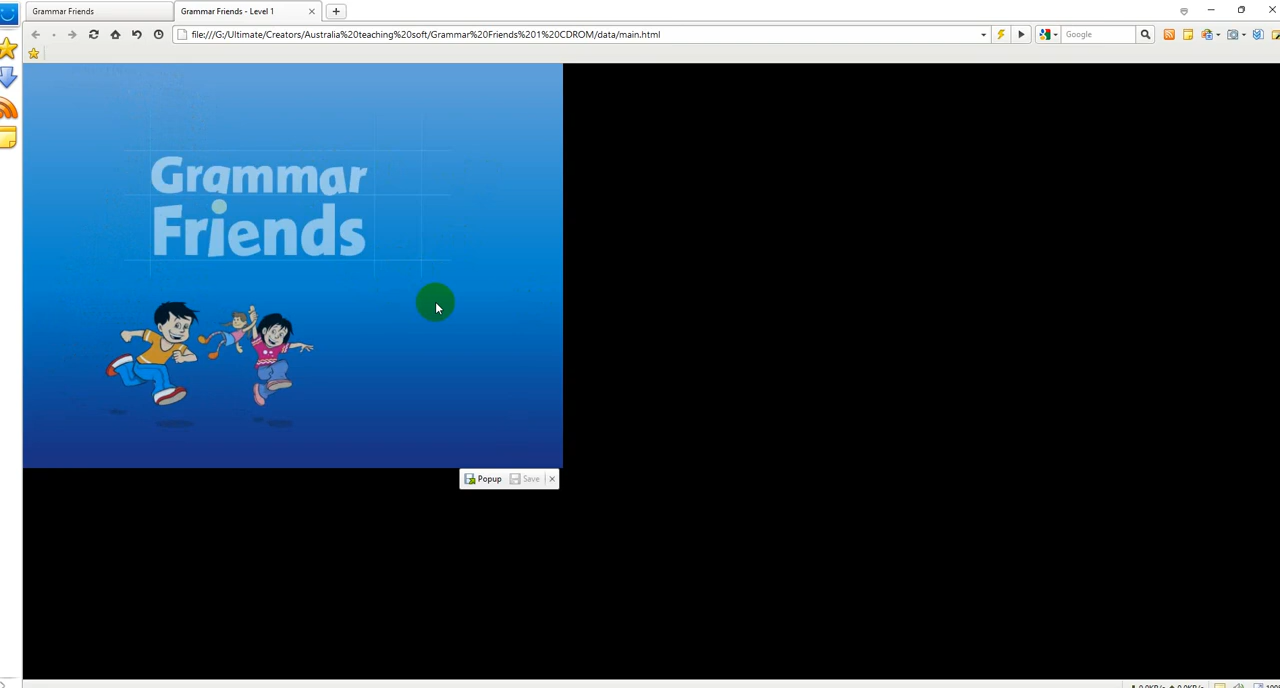 Grammar Friends
Grammar Friends - Level 1
file:///G:/Ultimate/Creators/Australia%20teaching%20soft/Grammar%20Friends%201%20CDROM/data/main.html
Google
Grammar
Friends
Popup
Save